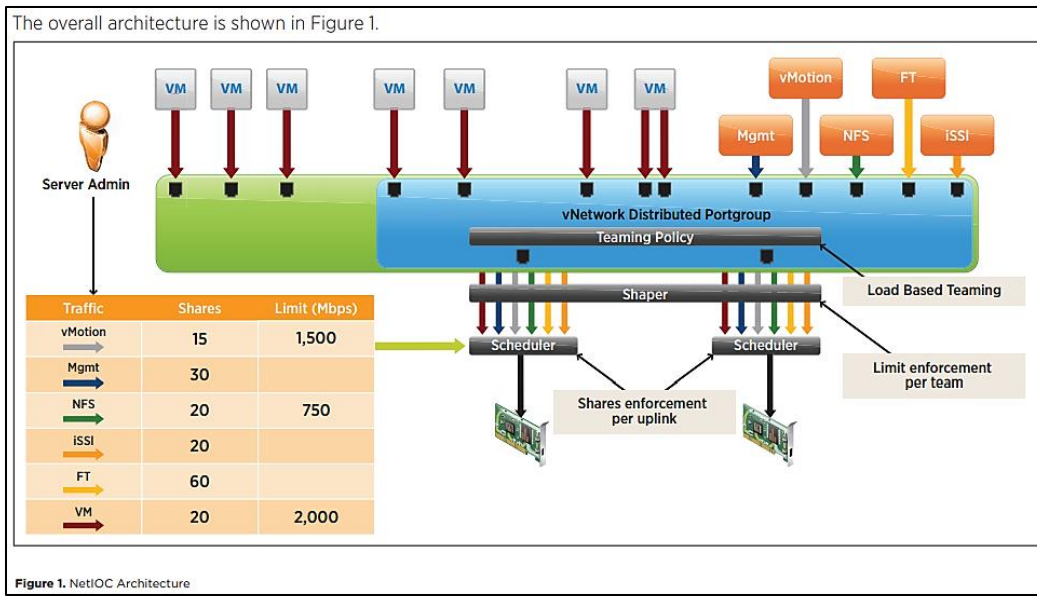 The overall architecture is shown in Figure 1.
VM
VM
VM
VM
VM
VM
VM
vMotion
FT
Mgmt
NFS
iSSI
Server Admin
vNetwork Distributed Portgroup
Teaming Policy
Load Based Teaming
Shaper
Scheduler
Scheduler
Limit enforcement
per team
Shares enforcement
per uplink
Traffic Shares Limit (Mbps)
vMotion 15 1,500
Mgmt 30
NFS 20 750
iSSI 20
FT 60
VM 20 2,000
Figure 1. NetIOC Architecture